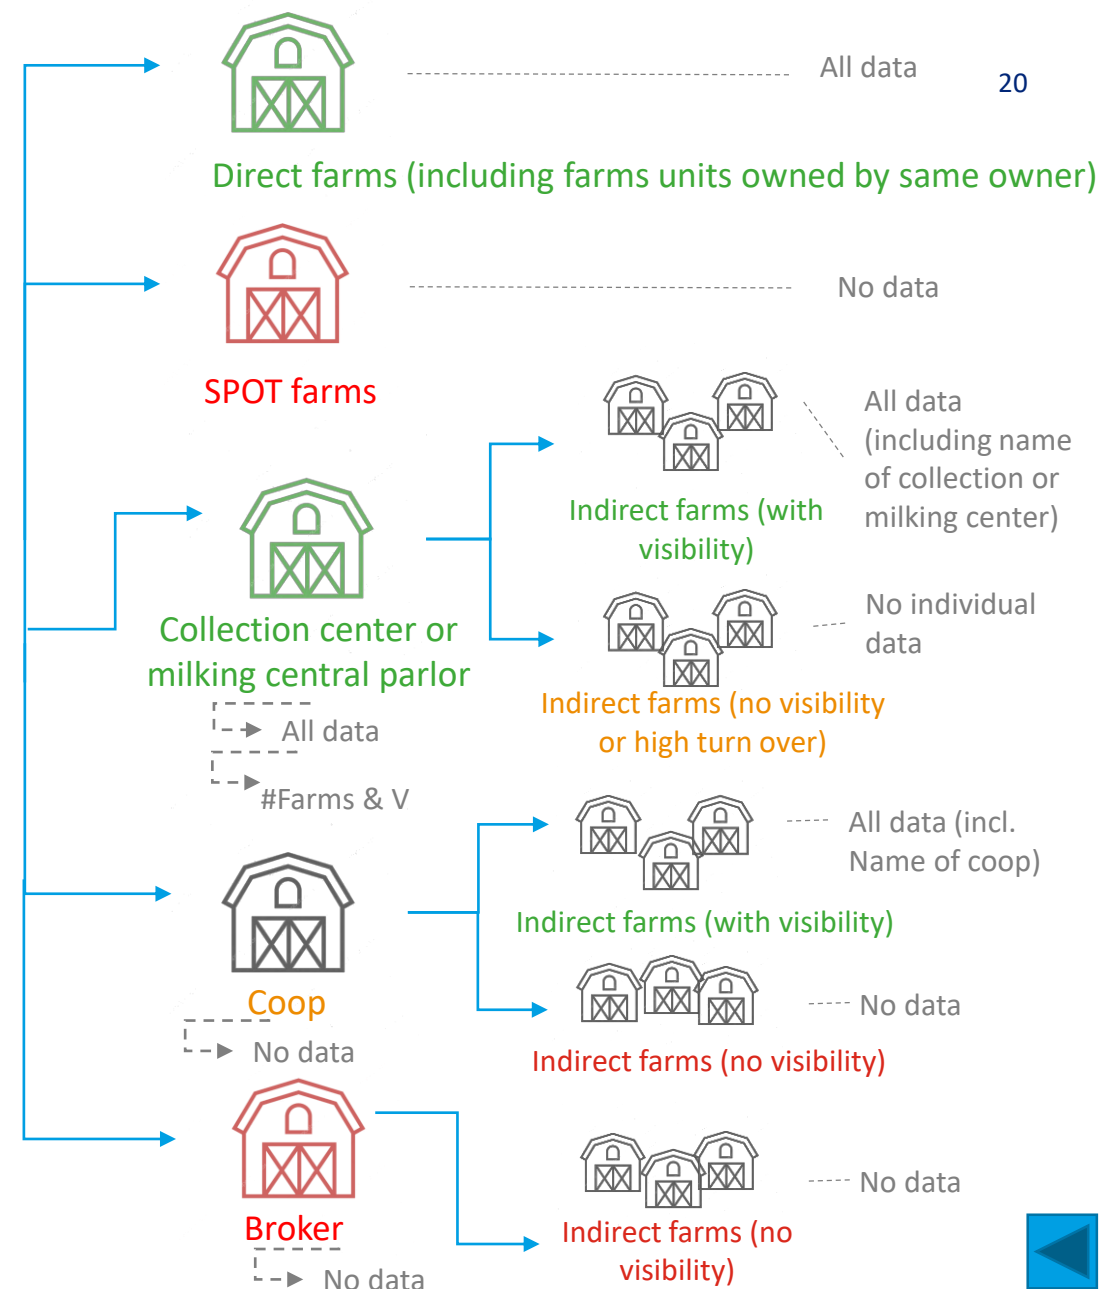 All data
20
Direct farms (including farms units owned by same owner)
No data
SPOT farms
All data
(including name
of collection or
milking center)
Indirect farms (with
visibility)
No individual
data
Collection center or
milking central parlor
Indirect farms (no visibility
or high turn over)
All data
#Farms & V
All data (incl.
Name of coop)
Indirect farms (with visibility)
Coop
No data
No data
Indirect farms (no visibility)
No data
Broker
Indirect farms (no
visibility)
No data